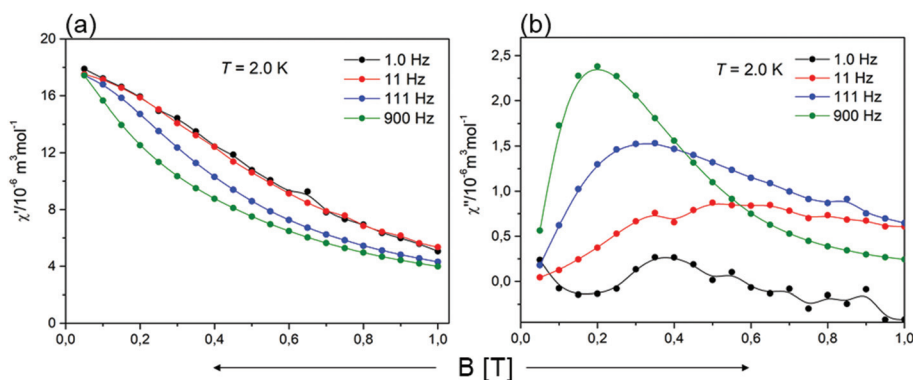 (a)
T = 2.0 K
1.0 Hz
11 Hz
111 Hz
900 Hz
χ'/10⁻⁶ m³mol⁻¹
20
16
12
8
4
0
0,0 0,2 0,4 0,6 0,8 1,0
(b)
T = 2.0 K
1.0 Hz
11 Hz
111 Hz
900 Hz
χ''/10⁻⁶m³mol⁻¹
2,5
2,0
1,5
1,0
0,5
0,0
0,0 0,2 0,4 0,6 0,8 1,0
B [T]